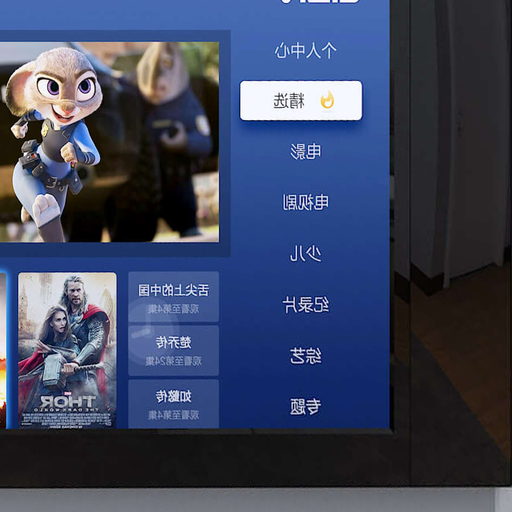 个人中心
精选
电影
电视剧
少儿
纪录片
综艺
专题
舌尖上的中国
观看至第4集
楚乔传
观看至第24集
如懿传
观看至第4集
THOR
THE DARK WORLD